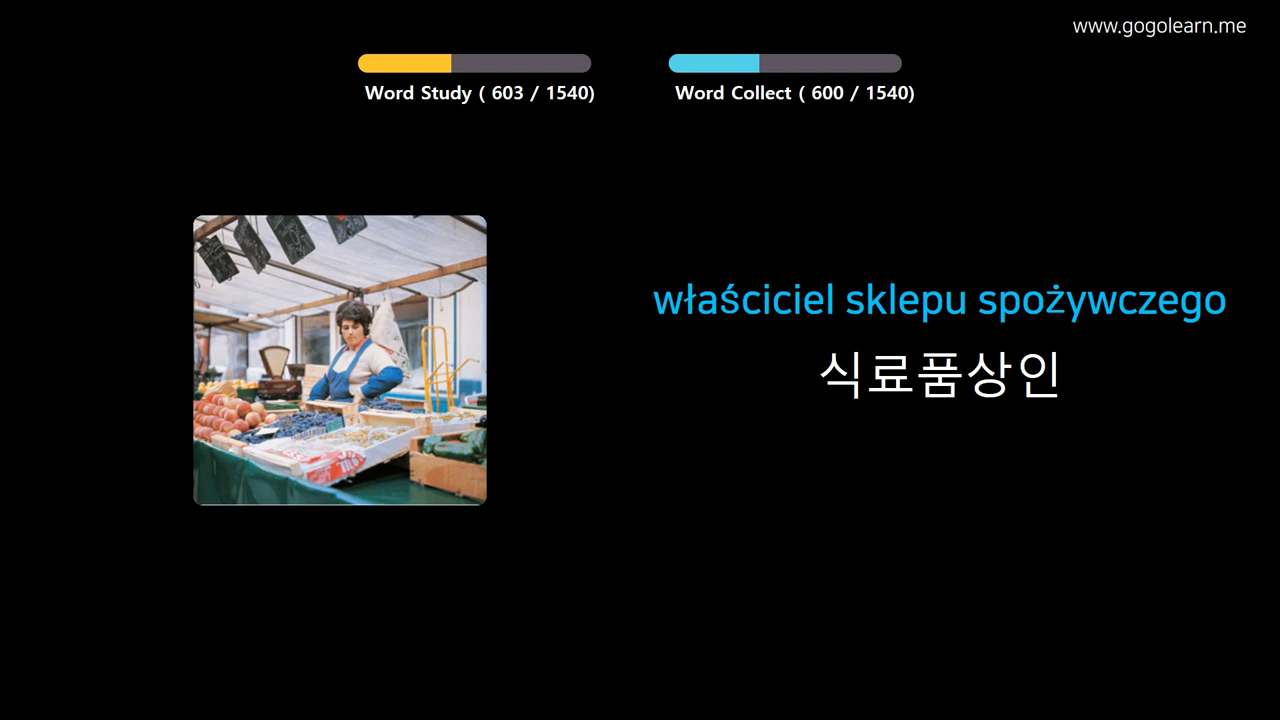 www.gogolearn.me
Word Study ( 603 / 1540)
Word Collect ( 600 / 1540)
właściciel sklepu spożywczego
식료품상인